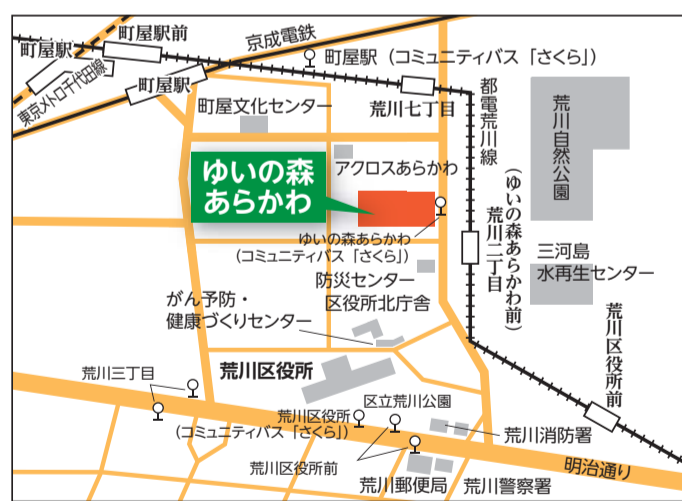 町屋駅
町屋駅前
京成電鉄
町屋駅（コミュニティバス「さくら」）
東京メトロ千代田線
町屋駅
荒川七丁目
都電荒川線
荒川自然公園
町屋文化センター
アクロスあらかわ
ゆいの森
あらかわ
ゆいの森あらかわ
（コミュニティバス「さくら」）
荒川二丁目
（ゆいの森あらかわ前）
三河島
水再生センター
防災センター
区役所北庁舎
がん予防・
健康づくりセンター
荒川区役所前
荒川三丁目
荒川区役所
荒川区役所
（コミュニティバス「さくら」）
区立荒川公園
荒川消防署
荒川区役所前
明治通り
荒川郵便局
荒川警察署